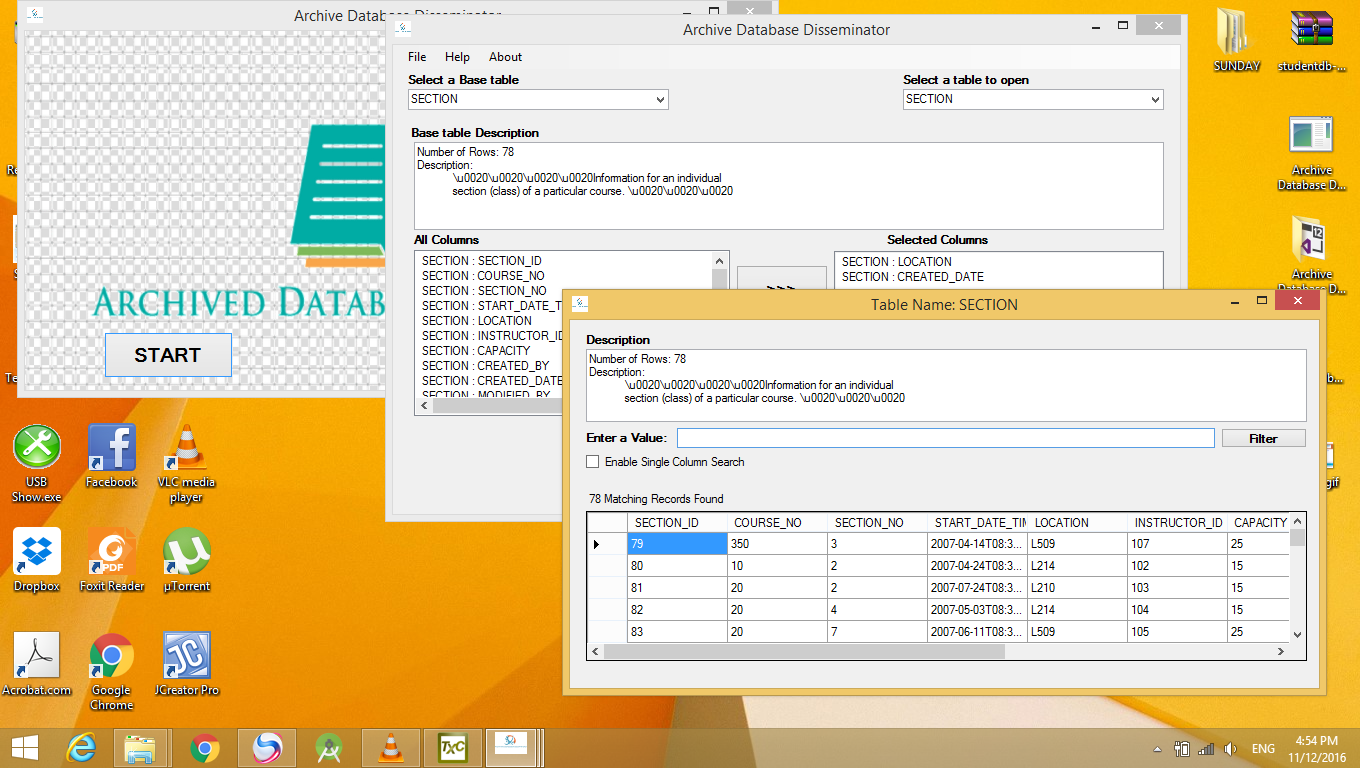 Archive Database Disseminator
ARCHIVED DATAB
START
Archive Database Disseminator
File Help About
Select a Base table
SECTION
Select a table to open
SECTION
Base table Description
Number of Rows: 78
Description:
\u0020\u0020\u0020\u0020Information for an individual
section (class) of a particular course. \u0020\u0020\u0020
All Columns
SECTION : SECTION_ID
SECTION : COURSE_NO
SECTION : SECTION_NO
SECTION : START_DATE_T
SECTION : LOCATION
SECTION : INSTRUCTOR_ID
SECTION : CAPACITY
SECTION : CREATED_BY
SECTION : CREATED_DATE
SECTION : MODIFIED_BY
>>>
Selected Columns
SECTION : LOCATION
SECTION : CREATED_DATE
Table Name: SECTION
Description
Number of Rows: 78
Description:
\u0020\u0020\u0020\u0020Information for an individual
section (class) of a particular course. \u0020\u0020\u0020
Enter a Value:
Filter
Enable Single Column Search
78 Matching Records Found
SECTION_ID COURSE_NO SECTION_NO START_DATE_TIM LOCATION INSTRUCTOR_ID CAPACITY
79 350 3 2007-04-14T08:3... L509 107 25
80 10 2 2007-04-24T08:3... L214 102 15
81 20 2 2007-07-24T08:3... L210 103 15
82 20 4 2007-05-03T08:3... L214 104 15
83 20 7 2007-06-11T08:3... L509 105 25
SUNDAY
studentdb-...
Archive
Database D...
12
Archive
Database D...
b...
gif
Re
S
Te
USB
Show.exe
Facebook
VLC media
player
Dropbox
PDF
Foxit Reader
µTorrent
Acrobat.com
Google
Chrome
JC
JCreator Pro
TXC
ENG
4:54 PM
11/12/2016